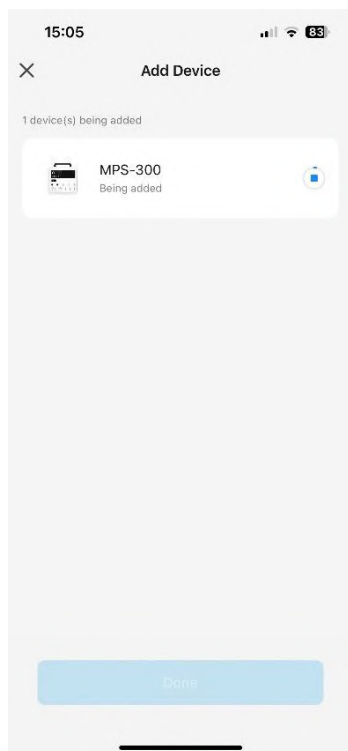 15:05
83
Add Device
1 device(s) being added
MPS-300
Being added
Done